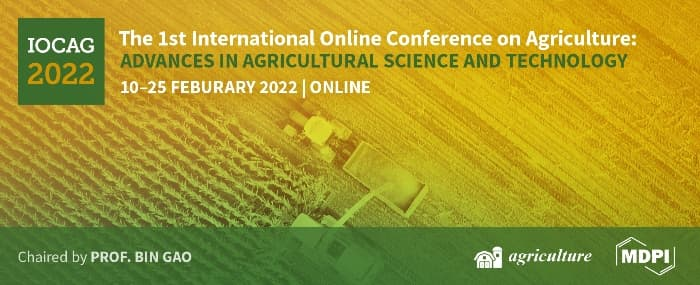 IOCAG
2022
The 1st International Online Conference on Agriculture:
ADVANCES IN AGRICULTURAL SCIENCE AND TECHNOLOGY
10–25 FEBURARY 2022 | ONLINE
Chaired by PROF. BIN GAO
agriculture
MDPI